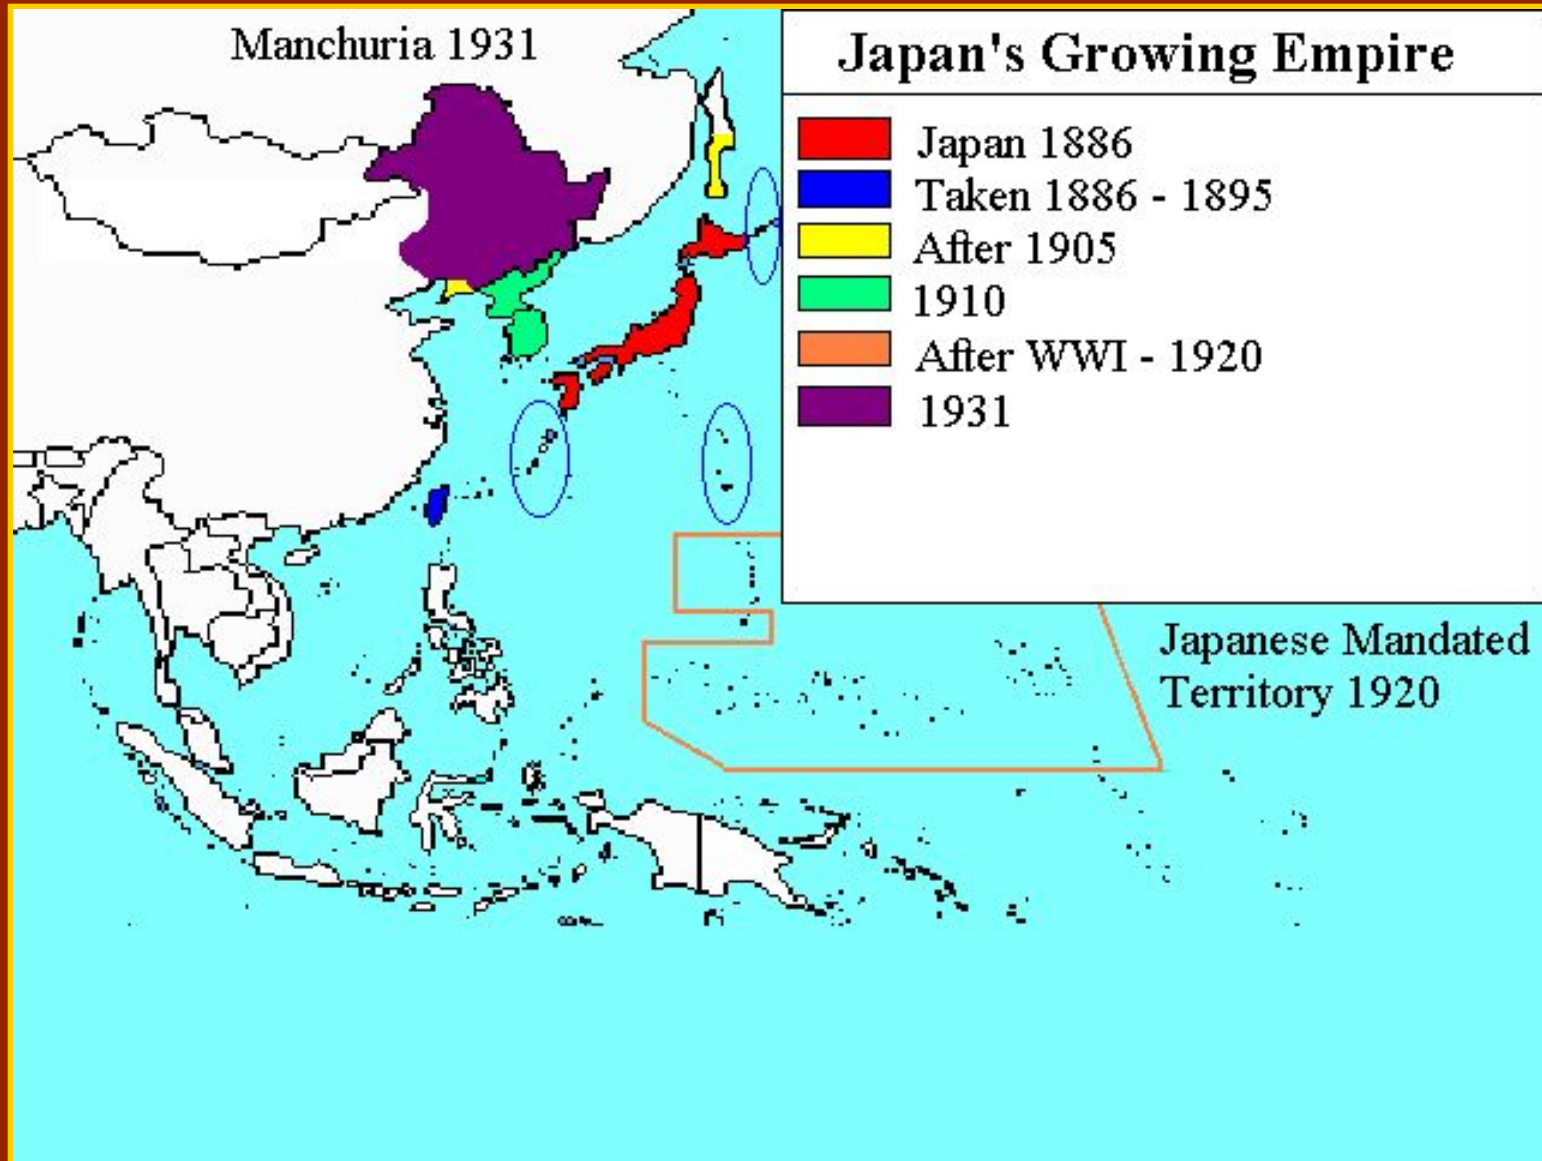 Manchuria 1931
Japan's Growing Empire
Japan 1886
Taken 1886 - 1895
After 1905
1910
After WWI - 1920
1931
Japanese Mandated
Territory 1920